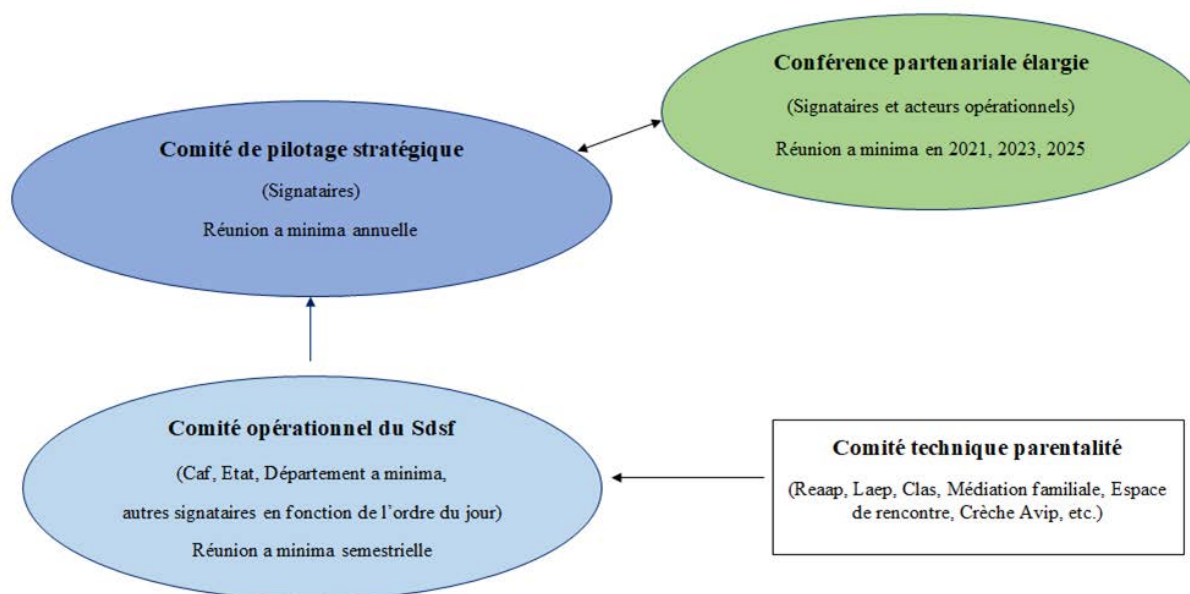 Conférence partenariale élargie
(Signataires et acteurs opérationnels)
Réunion a minima en 2021, 2023, 2025
Comité de pilotage stratégique
(Signataires)
Réunion a minima annuelle
Comité opérationnel du Sdsf
(Caf, Etat, Département a minima,
autres signataires en fonction de l'ordre du jour)
Réunion a minima semestrielle
Comité technique parentalité
(Reaap, Laep, Clas, Médiation familiale, Espace
de rencontre, Crèche Avip, etc.)